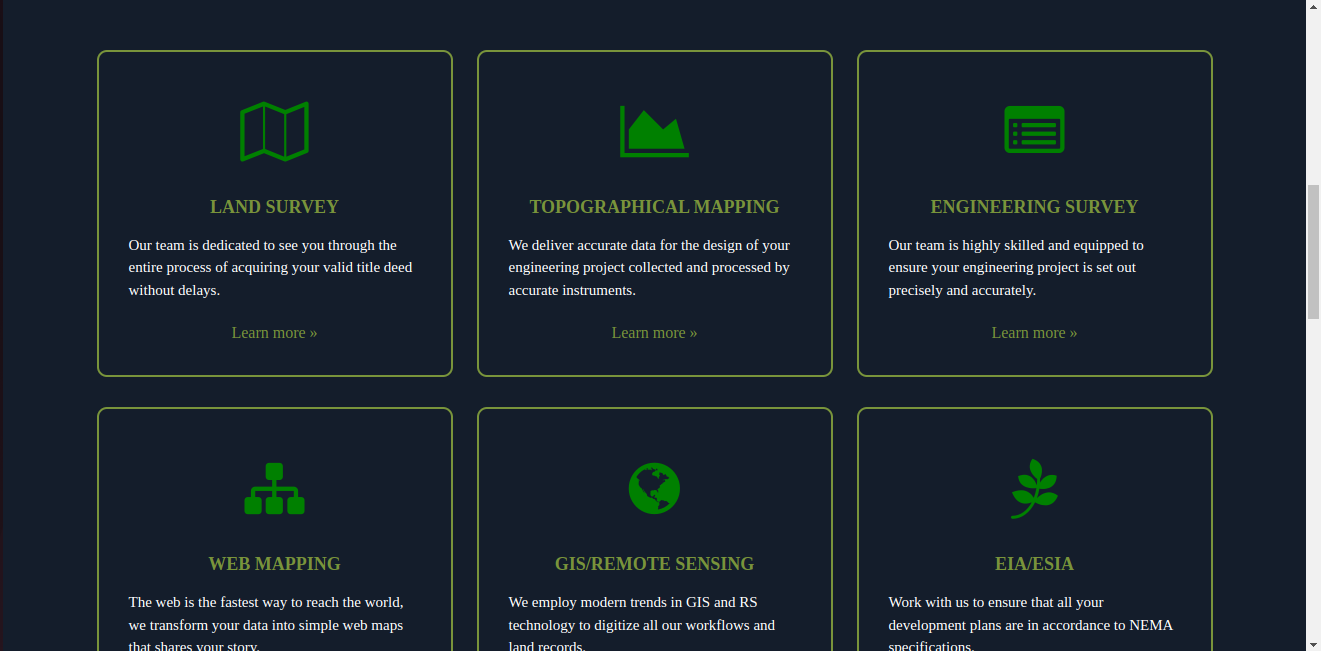 LAND SURVEY
Our team is dedicated to see you through the
entire process of acquiring your valid title deed
without delays.
Learn more »
TOPOGRAPHICAL MAPPING
We deliver accurate data for the design of your
engineering project collected and processed by
accurate instruments.
Learn more »
ENGINEERING SURVEY
Our team is highly skilled and equipped to
ensure your engineering project is set out
precisely and accurately.
Learn more »
WEB MAPPING
The web is the fastest way to reach the world,
we transform your data into simple web maps
that shares your story.
GIS/REMOTE SENSING
We employ modern trends in GIS and RS
technology to digitize all our workflows and
land records.
EIA/ESIA
Work with us to ensure that all your
development plans are in accordance to NEMA
specifications.